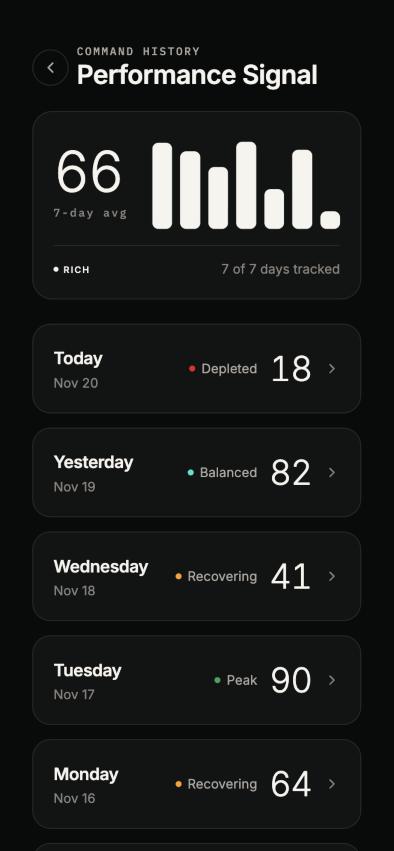 COMMAND HISTORY
Performance Signal
66
7-day avg
RICH
7 of 7 days tracked
Today
Nov 20
Depleted
18
Yesterday
Nov 19
Balanced
82
Wednesday
Nov 18
Recovering
41
Tuesday
Nov 17
Peak
90
Monday
Nov 16
Recovering
64